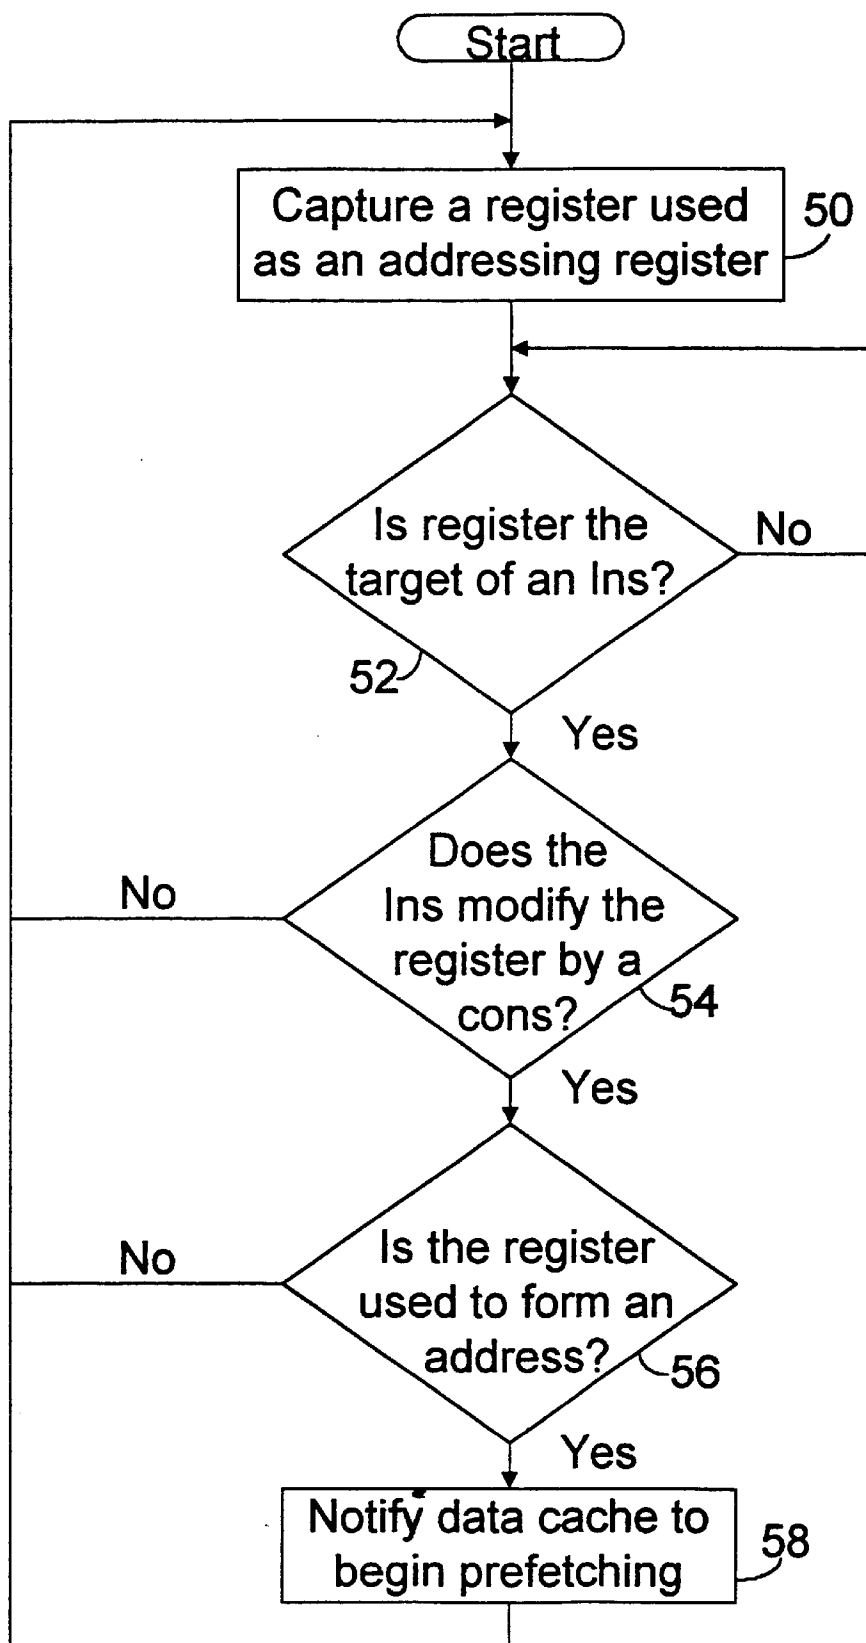 Start
Capture a register used
as an addressing register
50
Is register the
target of an Ins?
No
52
Yes
Does the
Ins modify the
register by a
cons?
No
54
Yes
Is the register
used to form an
address?
No
56
Yes
Notify data cache to
begin prefetching
58